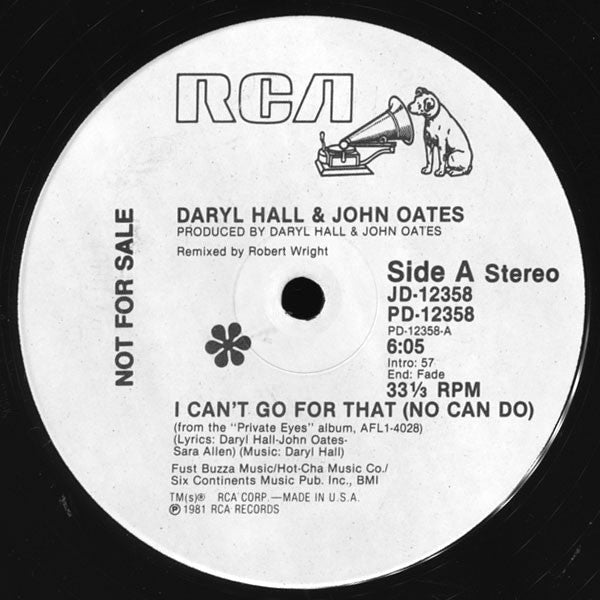 RCA
NOT FOR SALE
DARYL HALL & JOHN OATES
PRODUCED BY DARYL HALL & JOHN OATES
Remixed by Robert Wright
Side A Stereo
JD-12358
PD-12358
PD-12358-A
6:05
Intro: 57
End: Fade
33⅓ RPM
I CAN'T GO FOR THAT (NO CAN DO)
(from the "Private Eyes" album, AFL1-4028)
(Lyrics: Daryl Hall-John Oates-
Sara Allen) (Music: Daryl Hall)
Fust Buzza Music/Hot-Cha Music Co./
Six Continents Music Pub. Inc., BMI
TM(s)® RCA CORP.—MADE IN U.S.A.
℗ 1981 RCA RECORDS